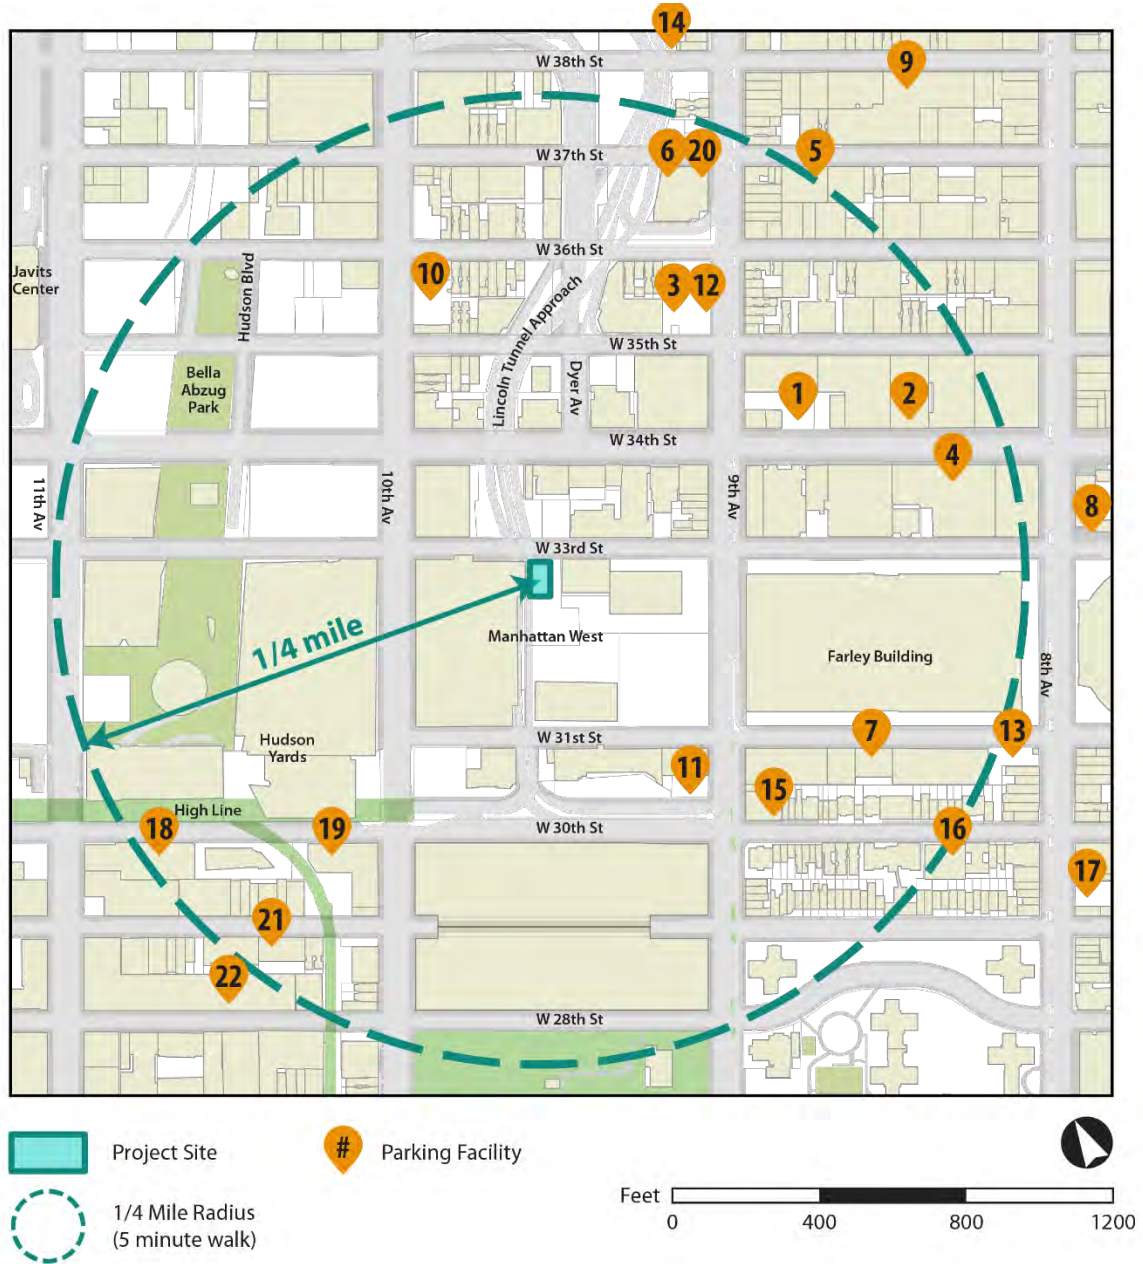 14
W 38th St
9
W 37th St
6
20
5
W 36th St
Javits
Center
Hudson Blvd
10
Lincoln Tunnel Approach
3
12
W 35th St
Bella
Abzug
Park
Dyer Av
1
2
W 34th St
4
11th Av
10th Av
9th Av
8
W 33rd St
1/4 mile
Manhattan West
Farley Building
8th Av
Hudson
Yards
W 31st St
7
13
11
15
High Line
18
19
W 30th St
16
17
21
22
W 28th St
Project Site
#
Parking Facility
1/4 Mile Radius
(5 minute walk)
Feet
0
400
800
1200